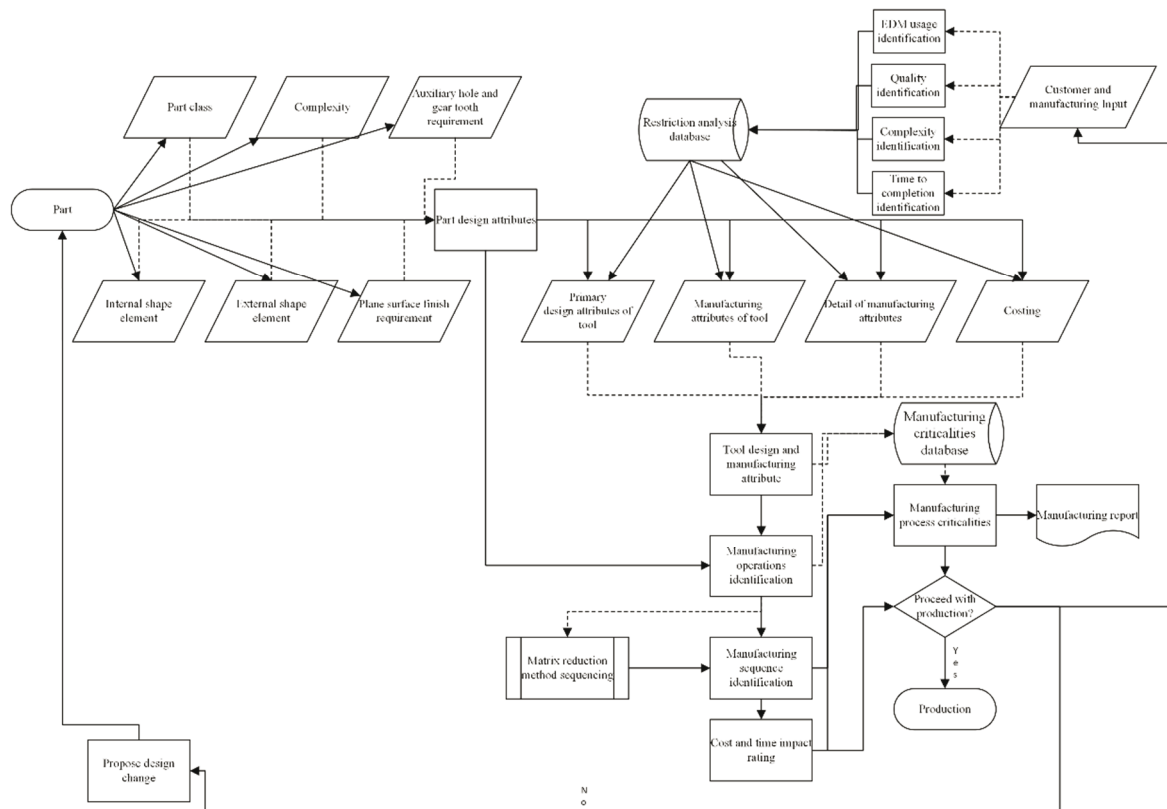 EDM usage
identification
Quality
identification
Customer and
manufacturing Input
Part class
Complexity
Auxiliary hole and
gear tooth
requirement
Restriction analysis
database
Complexity
identification
Time to
completion
identification
Part
Part design attributes
Internal shape
element
External shape
element
Plane surface finish
requirement
Primary
design attributes of
tool
Manufacturing
attributes of tool
Detail of manufacturing
attributes
Costing
Manufacturing
criticalities
database
Tool design and
manufacturing
attribute
Manufacturing
process criticalities
Manufacturing report
Manufacturing
operations
identification
Proceed with
production?
Matrix reduction
method sequencing
Manufacturing
sequence
identification
Y
e
s
Production
Cost and time impact
rating
Propose design
change
N
o